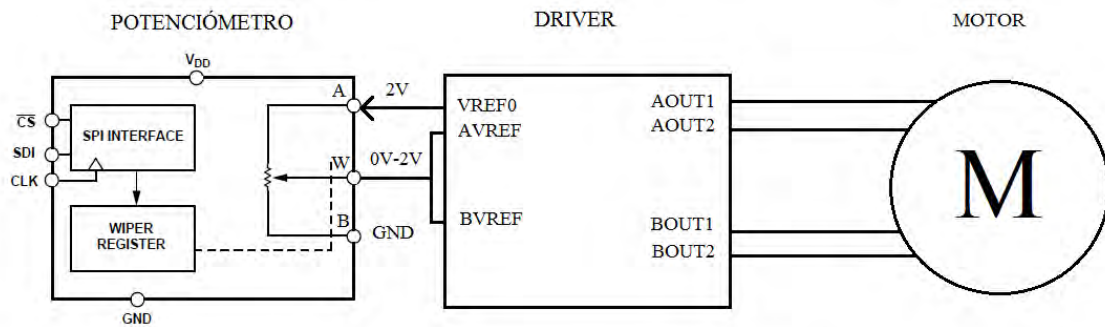 POTENCIÓMETRO
DRIVER
MOTOR
VDD
A
2V
CS
SPI INTERFACE
SDI
CLK
W
0V-2V
WIPER
REGISTER
B
GND
GND
VREF0
AVREF
BVREF
AOUT1
AOUT2
BOUT1
BOUT2
M